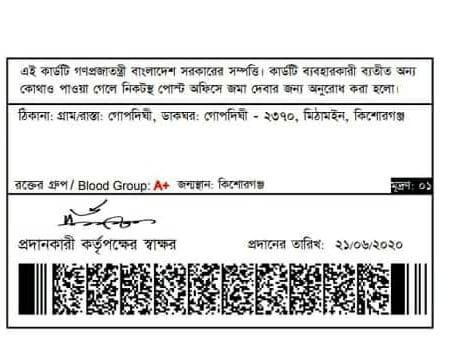 এই কার্ডটি গণপ্রজাতন্ত্রী বাংলাদেশ সরকারের সম্পত্তি। কার্ডটি ব্যবহারকারী ব্যতীত অন্য
কোথাও পাওয়া গেলে নিকটস্থ পোস্ট অফিসে জমা দেবার জন্য অনুরোধ করা হলো।
ঠিকানা: গ্রাম/রাস্তা: গোপদিঘী, ডাকঘর: গোপদিঘী - ২৩৭০, মিঠামইন, কিশোরগঞ্জ
রক্তের গ্রুপ / Blood Group: A+ জন্মস্থান: কিশোরগঞ্জ মূদ্রণ: ০১
প্রদানকারী কর্তৃপক্ষের স্বাক্ষর প্রদানের তারিখ: ২১/০৬/২০২০